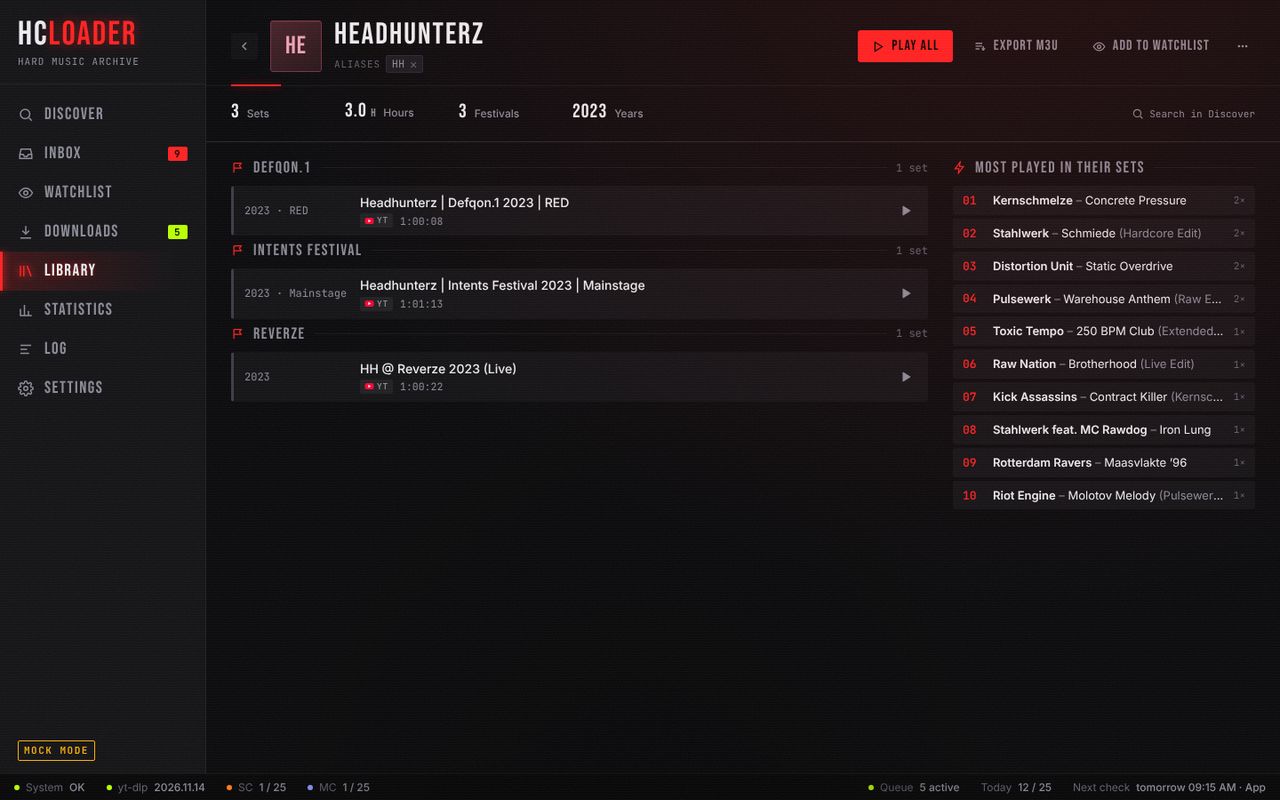 HCLOADER
HARD MUSIC ARCHIVE
DISCOVER
INBOX 9
WATCHLIST
DOWNLOADS 5
LIBRARY
STATISTICS
LOG
SETTINGS
MOCK MODE
HE
HEADHUNTERZ
ALIASES HH ×
PLAY ALL
EXPORT M3U
ADD TO WATCHLIST
3 Sets
3.0 H Hours
3 Festivals
2023 Years
Search in Discover
DEFQON.1 1 set
2023 · RED
Headhunterz | Defqon.1 2023 | RED
YT 1:00:08
INTENTS FESTIVAL 1 set
2023 · Mainstage
Headhunterz | Intents Festival 2023 | Mainstage
YT 1:01:13
REVERZE 1 set
2023
HH @ Reverze 2023 (Live)
YT 1:00:22
MOST PLAYED IN THEIR SETS
01 Kernschmelze – Concrete Pressure 2×
02 Stahlwerk – Schmiede (Hardcore Edit) 2×
03 Distortion Unit – Static Overdrive 2×
04 Pulsewerk – Warehouse Anthem (Raw E... 2×
05 Toxic Tempo – 250 BPM Club (Extended... 1×
06 Raw Nation – Brotherhood (Live Edit) 1×
07 Kick Assassins – Contract Killer (Kernsc... 1×
08 Stahlwerk feat. MC Rawdog – Iron Lung 1×
09 Rotterdam Ravers – Maasvlakte '96 1×
10 Riot Engine – Molotov Melody (Pulsewer... 1×
System OK yt-dlp 2026.11.14 SC 1 / 25 MC 1 / 25 Queue 5 active Today 12 / 25 Next check tomorrow 09:15 AM · App